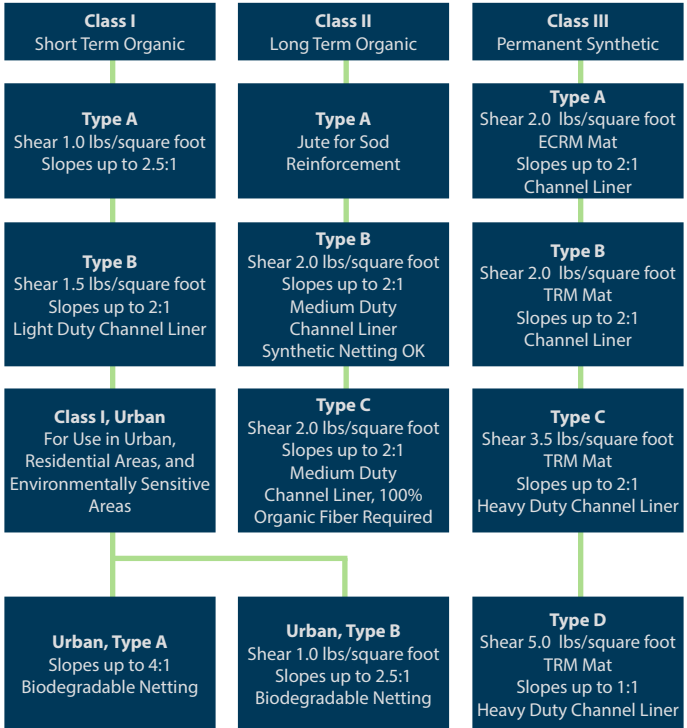 Class I
Short Term Organic
Class II
Long Term Organic
Class III
Permanent Synthetic
Type A
Shear 1.0 lbs/square foot
Slopes up to 2.5:1
Type A
Jute for Sod
Reinforcement
Type A
Shear 2.0 lbs/square foot
ECRM Mat
Slopes up to 2:1
Channel Liner
Type B
Shear 1.5 lbs/square foot
Slopes up to 2:1
Light Duty Channel Liner
Type B
Shear 2.0 lbs/square foot
Slopes up to 2:1
Medium Duty
Channel Liner
Synthetic Netting OK
Type B
Shear 2.0 lbs/square foot
TRM Mat
Slopes up to 2:1
Channel Liner
Class I, Urban
For Use in Urban,
Residential Areas, and
Environmentally Sensitive
Areas
Type C
Shear 2.0 lbs/square foot
Slopes up to 2:1
Medium Duty
Channel Liner, 100%
Organic Fiber Required
Type C
Shear 3.5 lbs/square foot
TRM Mat
Slopes up to 2:1
Heavy Duty Channel Liner
Urban, Type A
Slopes up to 4:1
Biodegradable Netting
Urban, Type B
Shear 1.0 lbs/square foot
Slopes up to 2.5:1
Biodegradable Netting
Type D
Shear 5.0 lbs/square foot
TRM Mat
Slopes up to 1:1
Heavy Duty Channel Liner